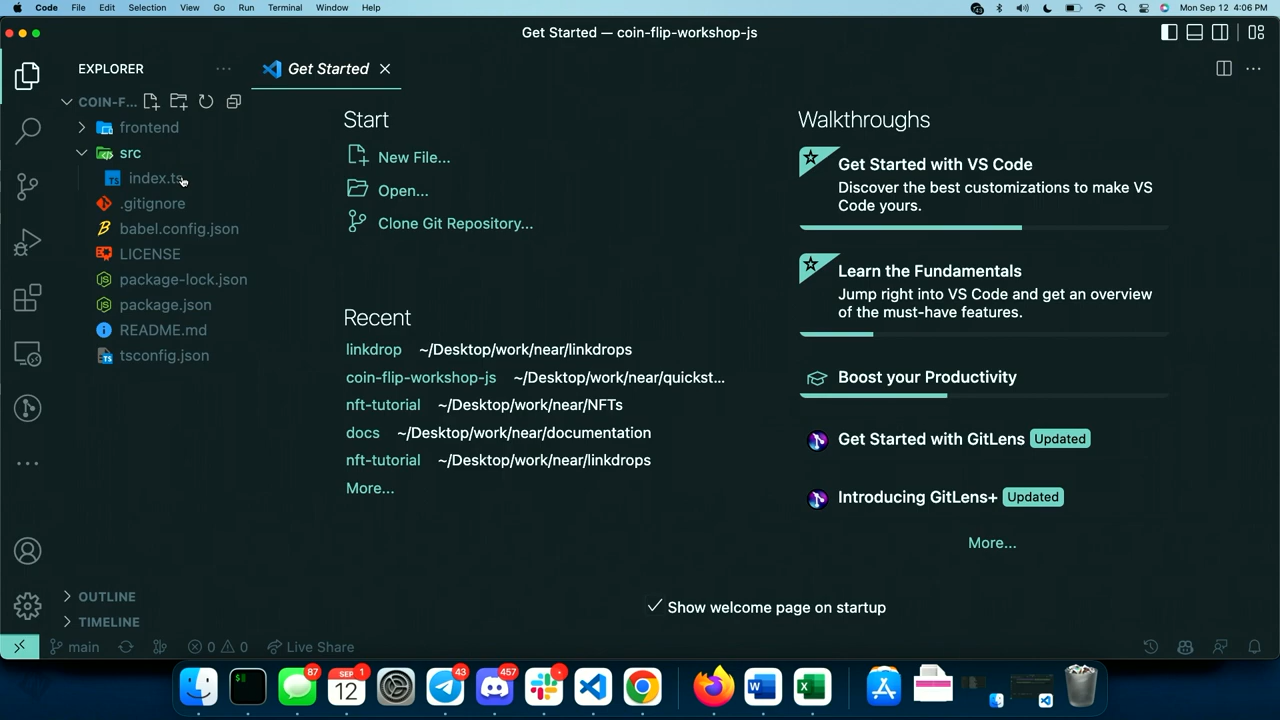 Code File Edit Selection View Go Run Terminal Window Help Mon Sep 12 4:06 PM
Get Started — coin-flip-workshop-js
EXPLORER
Get Started
COIN-F...
frontend
src
index.ts
.gitignore
babel.config.json
LICENSE
package-lock.json
package.json
README.md
tsconfig.json
OUTLINE
TIMELINE
Start
New File...
Open...
Clone Git Repository...
Recent
linkdrop ~/Desktop/work/near/linkdrops
coin-flip-workshop-js ~/Desktop/work/near/quickst...
nft-tutorial ~/Desktop/work/near/NFTs
docs ~/Desktop/work/near/documentation
nft-tutorial ~/Desktop/work/near/linkdrops
More...
Walkthroughs
Get Started with VS Code
Discover the best customizations to make VS
Code yours.
Learn the Fundamentals
Jump right into VS Code and get an overview
of the must-have features.
Boost your Productivity
Get Started with GitLens Updated
Introducing GitLens+ Updated
More...
Show welcome page on startup
main 0 0 Live Share
87 SEP 12 1 43 457